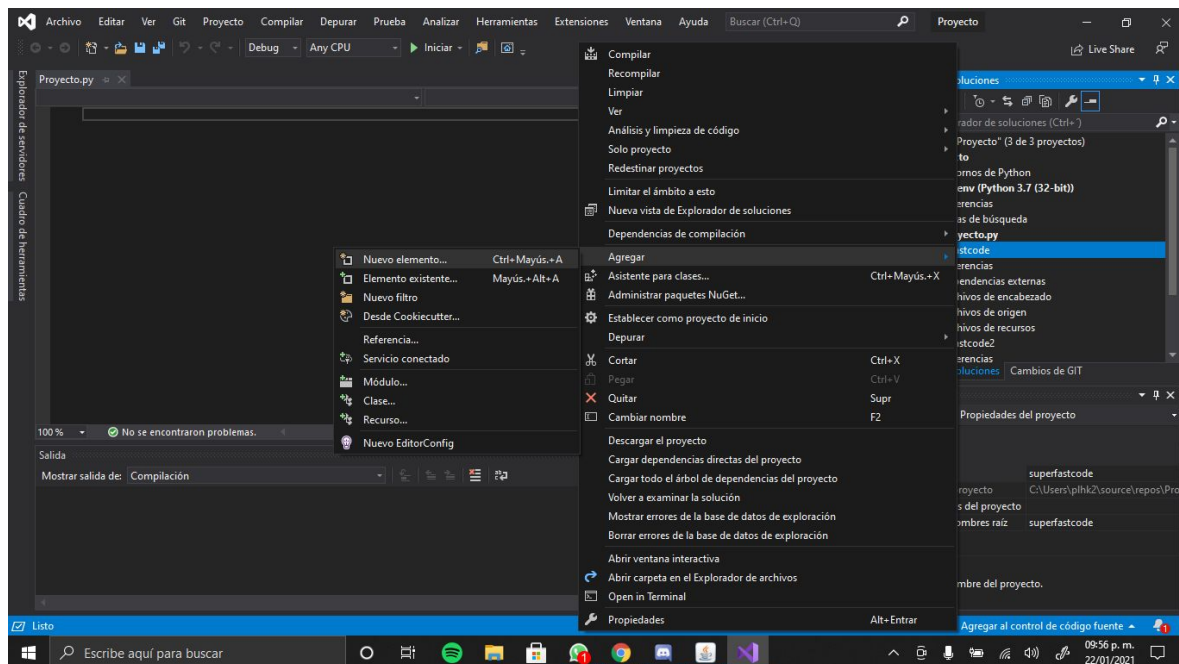 Archivo Editar Ver Git Proyecto Compilar Depurar Prueba Analizar Herramientas Extensiones Ventana Ayuda Buscar (Ctrl+Q) Proyecto
Debug Any CPU Iniciar Live Share
Explorador de servidores
Cuadro de herramientas
Proyecto.py
100 % No se encontraron problemas.
Salida
Mostrar salida de: Compilación
Nuevo elemento... Ctrl+Mayús.+A
Elemento existente... Mayús.+Alt+A
Nuevo filtro
Desde Cookiecutter...
Referencia...
Servicio conectado
Módulo...
Clase...
Recurso...
Nuevo EditorConfig
Compilar
Recompilar
Limpiar
Ver
Análisis y limpieza de código
Solo proyecto
Redestinar proyectos
Limitar el ámbito a esto
Nueva vista de Explorador de soluciones
Dependencias de compilación
Agregar
Asistente para clases... Ctrl+Mayús.+X
Administrar paquetes NuGet...
Establecer como proyecto de inicio
Depurar
Cortar Ctrl+X
Pegar Ctrl+V
Quitar Supr
Cambiar nombre F2
Descargar el proyecto
Cargar dependencias directas del proyecto
Cargar todo el árbol de dependencias del proyecto
Volver a examinar la solución
Mostrar errores de la base de datos de exploración
Borrar errores de la base de datos de exploración
Abrir ventana interactiva
Abrir carpeta en el Explorador de archivos
Open in Terminal
Propiedades Alt+Entrar
oluciones
rador de soluciones (Ctrl+´)
Proyecto" (3 de 3 proyectos)
to
ornos de Python
env (Python 3.7 (32-bit))
erencias
as de búsqueda
yecto.py
stcode
erencias
endencias externas
hivos de encabezado
hivos de origen
hivos de recursos
stcode2
erencias
oluciones Cambios de GIT
Propiedades del proyecto
superfastcode
royecto C:\Users\plhk2\source\repos\Pro
s del proyecto
ombres raíz superfastcode
mbre del proyecto.
Listo Agregar al control de código fuente 1
Escribe aquí para buscar 09:56 p. m.
22/01/2021